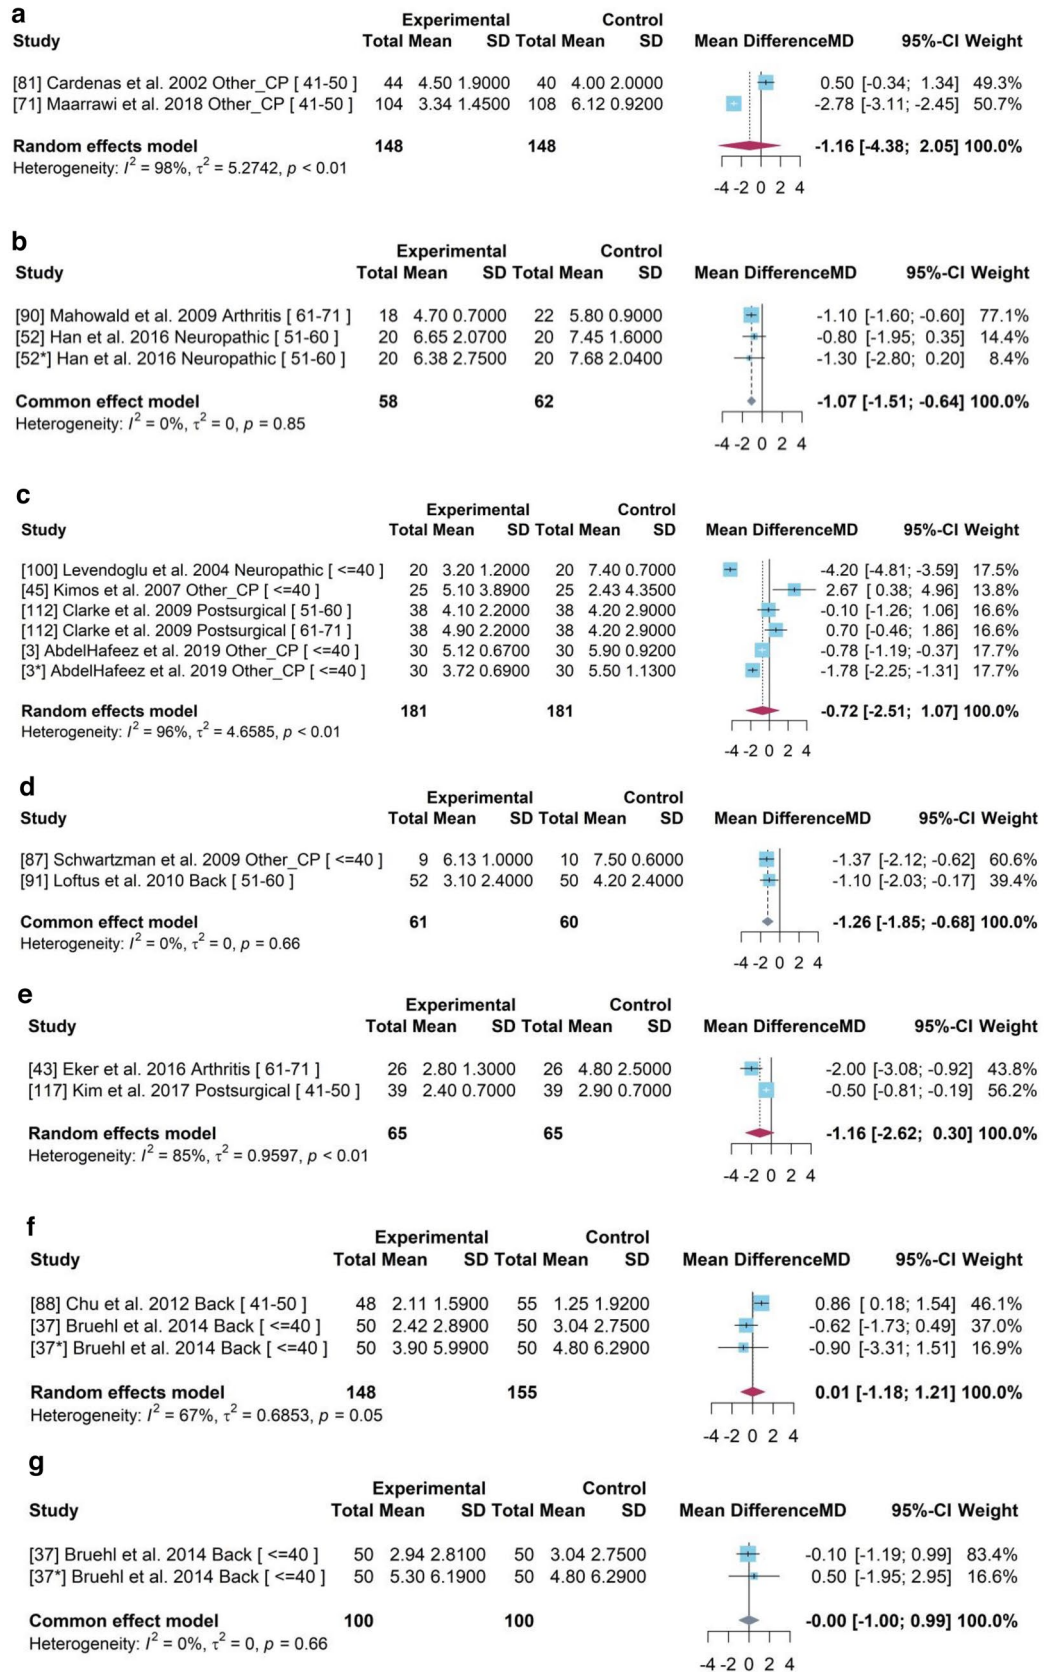 a
Experimental Control
Study Total Mean SD Total Mean SD Mean DifferenceMD 95%-CI Weight
[81] Cardenas et al. 2002 Other_CP [ 41-50 ] 44 4.50 1.9000 40 4.00 2.0000 0.50 [-0.34; 1.34] 49.3%
[71] Maarrawi et al. 2018 Other_CP [ 41-50 ] 104 3.34 1.4500 108 6.12 0.9200 -2.78 [-3.11; -2.45] 50.7%
Random effects model 148 148 -1.16 [-4.38; 2.05] 100.0%
Heterogeneity: I² = 98%, τ² = 5.2742, p < 0.01
-4 -2 0 2 4
b
Experimental Control
Study Total Mean SD Total Mean SD Mean DifferenceMD 95%-CI Weight
[90] Mahowald et al. 2009 Arthritis [ 61-71 ] 18 4.70 0.7000 22 5.80 0.9000 -1.10 [-1.60; -0.60] 77.1%
[52] Han et al. 2016 Neuropathic [ 51-60 ] 20 6.65 2.0700 20 7.45 1.6000 -0.80 [-1.95; 0.35] 14.4%
[52*] Han et al. 2016 Neuropathic [ 51-60 ] 20 6.38 2.7500 20 7.68 2.0400 -1.30 [-2.80; 0.20] 8.4%
Common effect model 58 62 -1.07 [-1.51; -0.64] 100.0%
Heterogeneity: I² = 0%, τ² = 0, p = 0.85
-4 -2 0 2 4
c
Experimental Control
Study Total Mean SD Total Mean SD Mean DifferenceMD 95%-CI Weight
[100] Levendoglu et al. 2004 Neuropathic [ <=40 ] 20 3.20 1.2000 20 7.40 0.7000 -4.20 [-4.81; -3.59] 17.5%
[45] Kimos et al. 2007 Other_CP [ <=40 ] 25 5.10 3.8900 25 2.43 4.3500 2.67 [ 0.38; 4.96] 13.8%
[112] Clarke et al. 2009 Postsurgical [ 51-60 ] 38 4.10 2.2000 38 4.20 2.9000 -0.10 [-1.26; 1.06] 16.6%
[112] Clarke et al. 2009 Postsurgical [ 61-71 ] 38 4.90 2.2000 38 4.20 2.9000 0.70 [-0.46; 1.86] 16.6%
[3] AbdelHafeez et al. 2019 Other_CP [ <=40 ] 30 5.12 0.6700 30 5.90 0.9200 -0.78 [-1.19; -0.37] 17.7%
[3*] AbdelHafeez et al. 2019 Other_CP [ <=40 ] 30 3.72 0.6900 30 5.50 1.1300 -1.78 [-2.25; -1.31] 17.7%
Random effects model 181 181 -0.72 [-2.51; 1.07] 100.0%
Heterogeneity: I² = 96%, τ² = 4.6585, p < 0.01
-4 -2 0 2 4
d
Experimental Control
Study Total Mean SD Total Mean SD Mean DifferenceMD 95%-CI Weight
[87] Schwartzman et al. 2009 Other_CP [ <=40 ] 9 6.13 1.0000 10 7.50 0.6000 -1.37 [-2.12; -0.62] 60.6%
[91] Loftus et al. 2010 Back [ 51-60 ] 52 3.10 2.4000 50 4.20 2.4000 -1.10 [-2.03; -0.17] 39.4%
Common effect model 61 60 -1.26 [-1.85; -0.68] 100.0%
Heterogeneity: I² = 0%, τ² = 0, p = 0.66
-4 -2 0 2 4
e
Experimental Control
Study Total Mean SD Total Mean SD Mean DifferenceMD 95%-CI Weight
[43] Eker et al. 2016 Arthritis [ 61-71 ] 26 2.80 1.3000 26 4.80 2.5000 -2.00 [-3.08; -0.92] 43.8%
[117] Kim et al. 2017 Postsurgical [ 41-50 ] 39 2.40 0.7000 39 2.90 0.7000 -0.50 [-0.81; -0.19] 56.2%
Random effects model 65 65 -1.16 [-2.62; 0.30] 100.0%
Heterogeneity: I² = 85%, τ² = 0.9597, p < 0.01
-4 -2 0 2 4
f
Experimental Control
Study Total Mean SD Total Mean SD Mean DifferenceMD 95%-CI Weight
[88] Chu et al. 2012 Back [ 41-50 ] 48 2.11 1.5900 55 1.25 1.9200 0.86 [ 0.18; 1.54] 46.1%
[37] Bruehl et al. 2014 Back [ <=40 ] 50 2.42 2.8900 50 3.04 2.7500 -0.62 [-1.73; 0.49] 37.0%
[37*] Bruehl et al. 2014 Back [ <=40 ] 50 3.90 5.9900 50 4.80 6.2900 -0.90 [-3.31; 1.51] 16.9%
Random effects model 148 155 0.01 [-1.18; 1.21] 100.0%
Heterogeneity: I² = 67%, τ² = 0.6853, p = 0.05
-4 -2 0 2 4
g
Experimental Control
Study Total Mean SD Total Mean SD Mean DifferenceMD 95%-CI Weight
[37] Bruehl et al. 2014 Back [ <=40 ] 50 2.94 2.8100 50 3.04 2.7500 -0.10 [-1.19; 0.99] 83.4%
[37*] Bruehl et al. 2014 Back [ <=40 ] 50 5.30 6.1900 50 4.80 6.2900 0.50 [-1.95; 2.95] 16.6%
Common effect model 100 100 -0.00 [-1.00; 0.99] 100.0%
Heterogeneity: I² = 0%, τ² = 0, p = 0.66
-4 -2 0 2 4